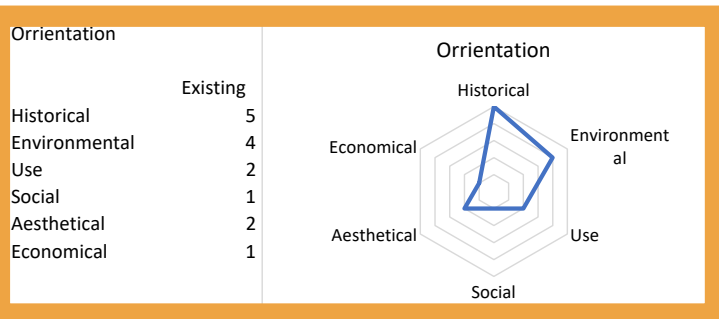 Orrientation
Existing
Historical 5
Environmental 4
Use 2
Social 1
Aesthetical 2
Economical 1
Orrientation
Historical
Environment
al
Economical
Aesthetical
Use
Social